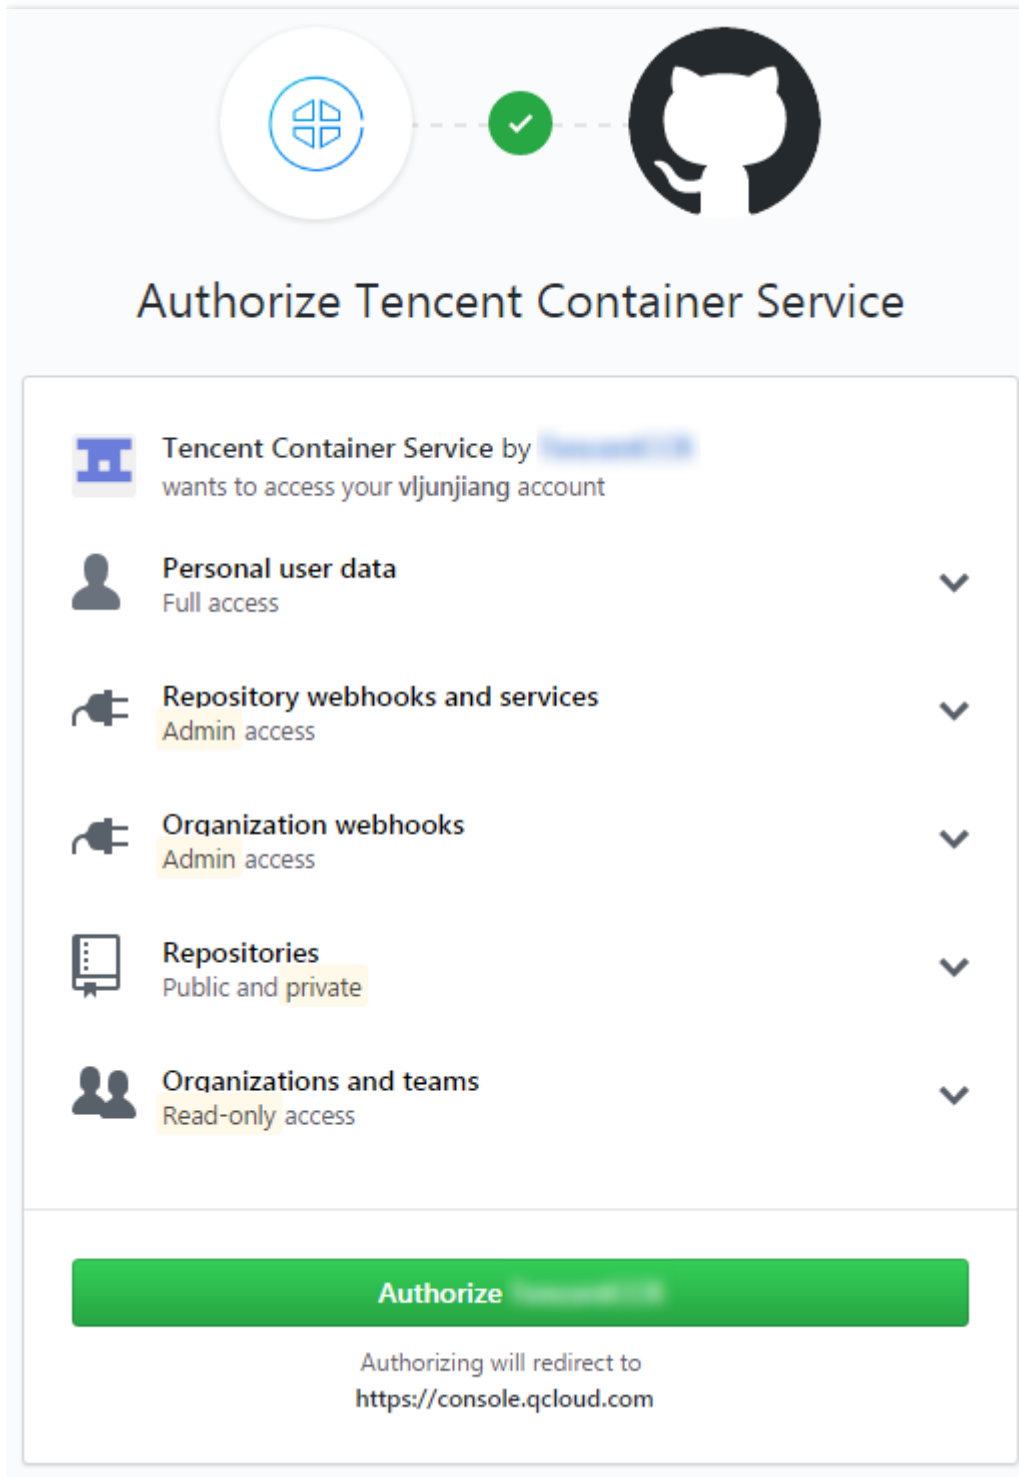 Authorize Tencent Container Service
Tencent Container Service by
wants to access your vljunjiang account
Personal user data
Full access
Repository webhooks and services
Admin access
Organization webhooks
Admin access
Repositories
Public and private
Organizations and teams
Read-only access
Authorize
Authorizing will redirect to
https://console.qcloud.com